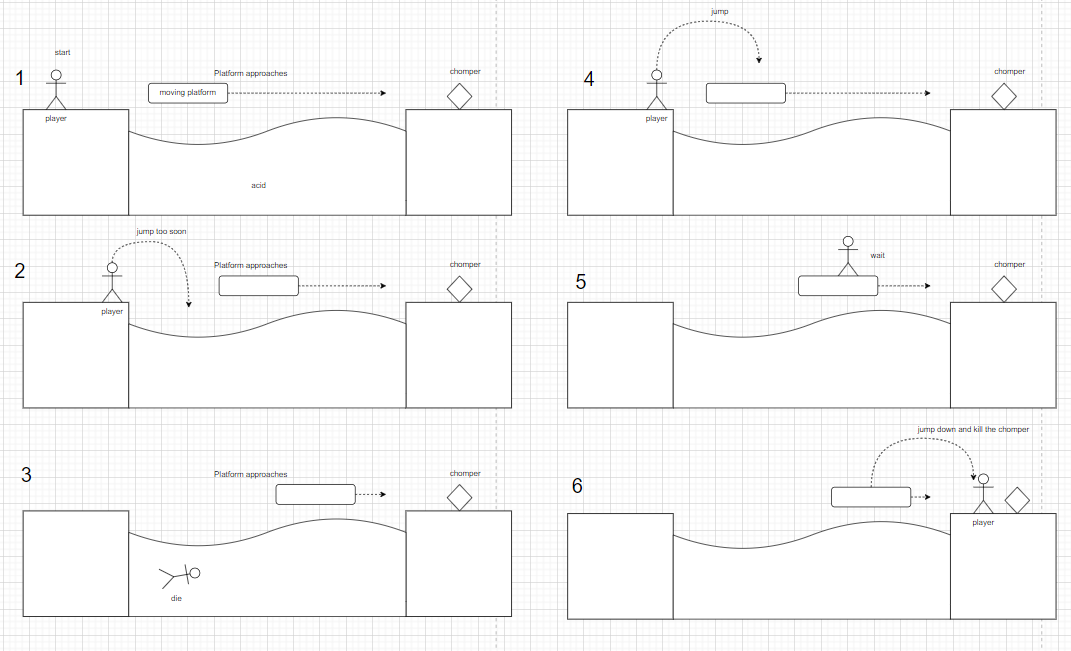 1
start
Platform approaches
moving platform
chomper
player
acid
2
jump too soon
Platform approaches
chomper
player
3
Platform approaches
chomper
die
4
jump
chomper
player
5
wait
chomper
6
jump down and kill the chomper
player